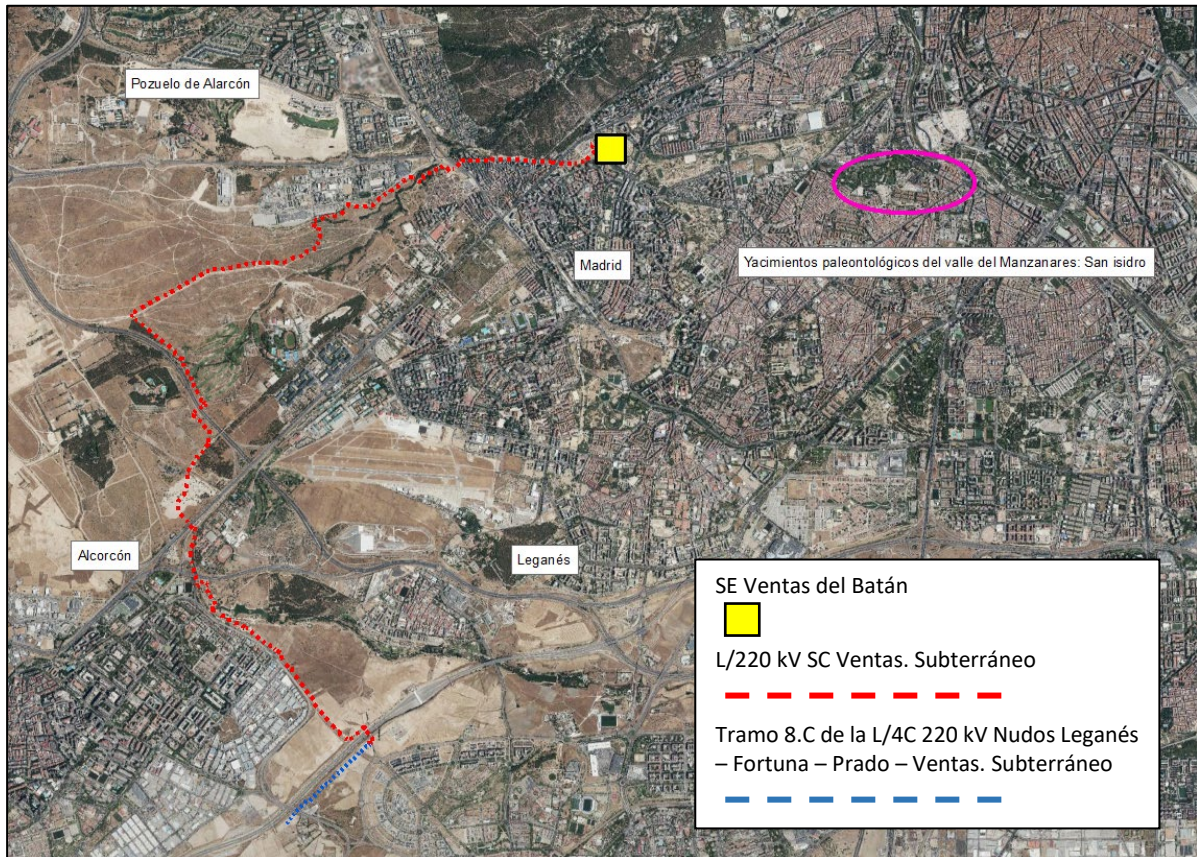 Pozuelo de Alarcón
Madrid
Yacimientos paleontológicos del valle del Manzanares: San isidro
Alcorcón
Leganés
SE Ventas del Batán
L/220 kV SC Ventas. Subterráneo
Tramo 8.C de la L/4C 220 kV Nudos Leganés
– Fortuna – Prado – Ventas. Subterráneo